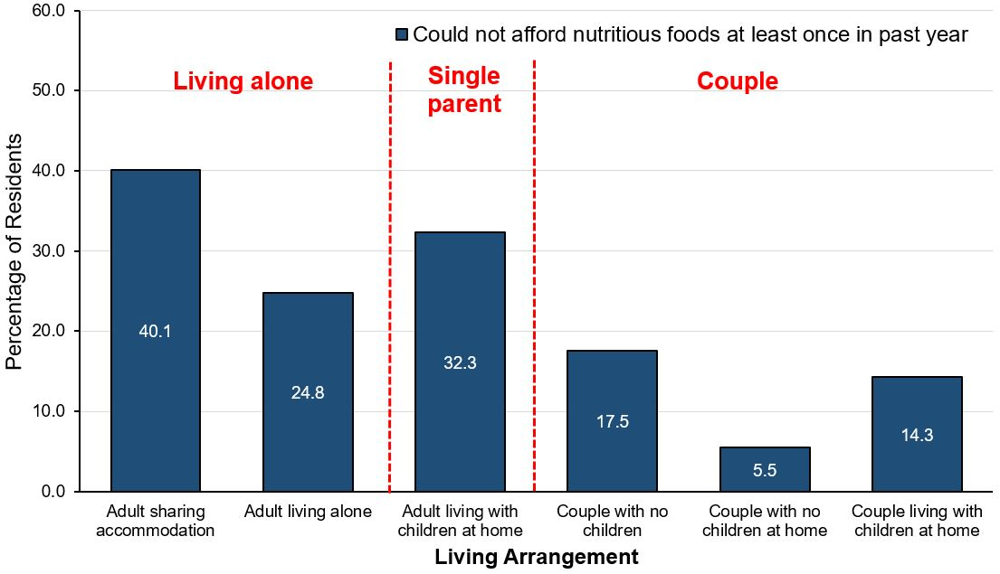 60.0
Could not afford nutritious foods at least once in past year
Living alone
Single
parent
Couple
50.0
40.0
30.0
20.0
10.0
0.0
Percentage of Residents
40.1
24.8
32.3
17.5
5.5
14.3
Adult sharing
accommodation
Adult living alone
Adult living with
children at home
Couple with no
children
Couple with no
children at home
Couple living with
children at home
Living Arrangement